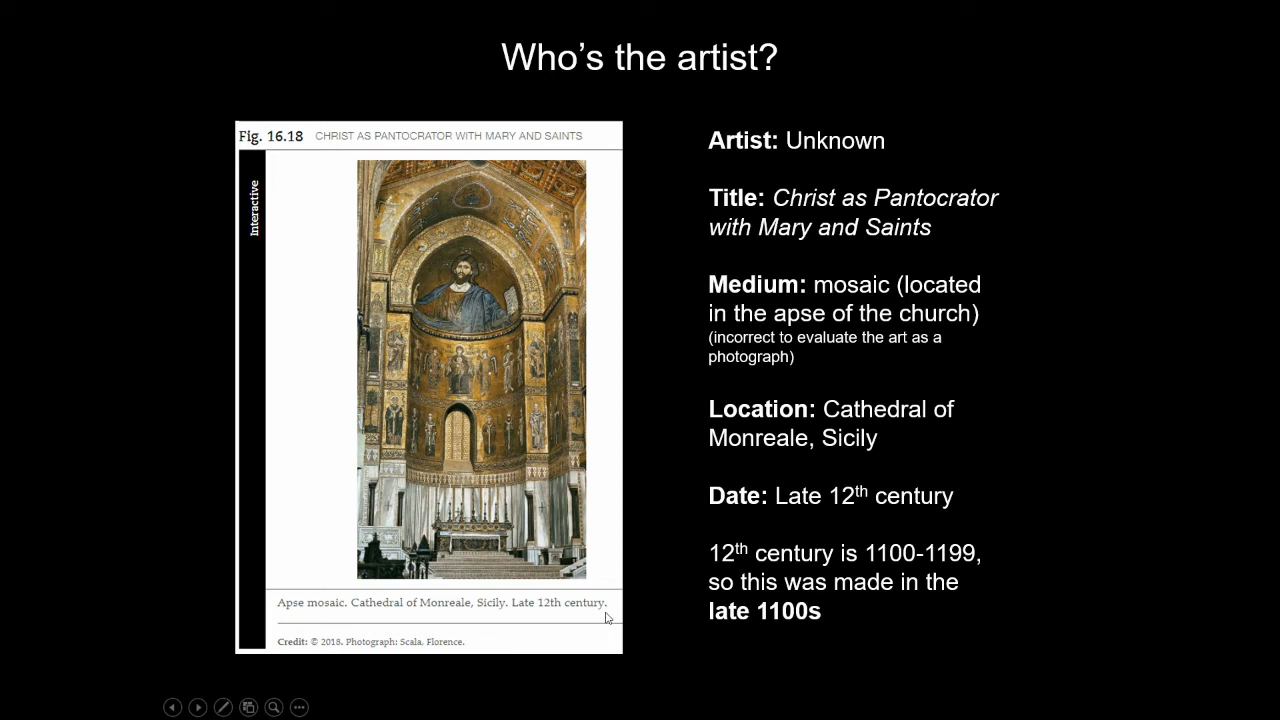 Who's the artist?
Fig. 16.18 CHRIST AS PANTOCRATOR WITH MARY AND SAINTS
Interactive
Apse mosaic. Cathedral of Monreale, Sicily. Late 12th century.
Credit: © 2018. Photograph: Scala, Florence.
Artist: Unknown
Title: Christ as Pantocrator
with Mary and Saints
Medium: mosaic (located
in the apse of the church)
(incorrect to evaluate the art as a
photograph)
Location: Cathedral of
Monreale, Sicily
Date: Late 12th century
12th century is 1100-1199,
so this was made in the
late 1100s